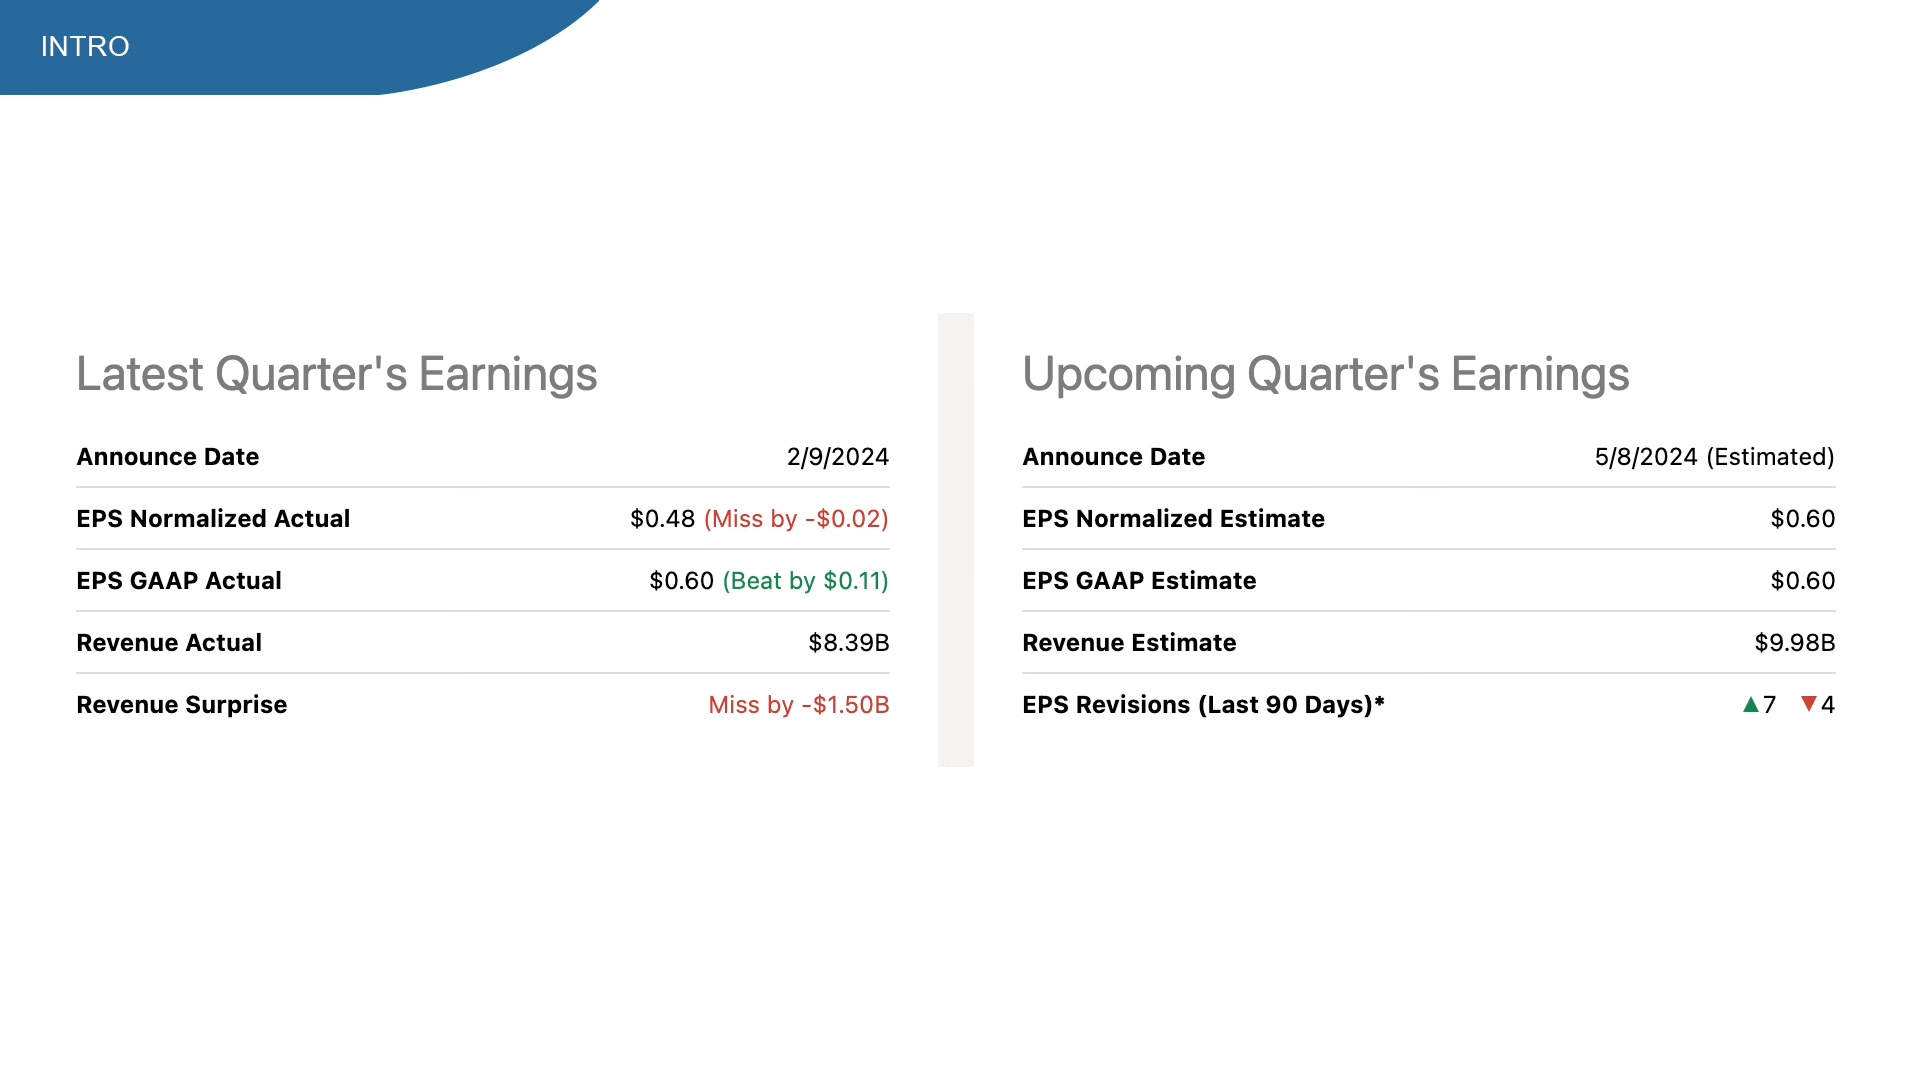 INTRO
Latest Quarter's Earnings
Announce Date 2/9/2024
EPS Normalized Actual $0.48 (Miss by -$0.02)
EPS GAAP Actual $0.60 (Beat by $0.11)
Revenue Actual $8.39B
Revenue Surprise Miss by -$1.50B
Upcoming Quarter's Earnings
Announce Date 5/8/2024 (Estimated)
EPS Normalized Estimate $0.60
EPS GAAP Estimate $0.60
Revenue Estimate $9.98B
EPS Revisions (Last 90 Days)* ▲7 ▼4